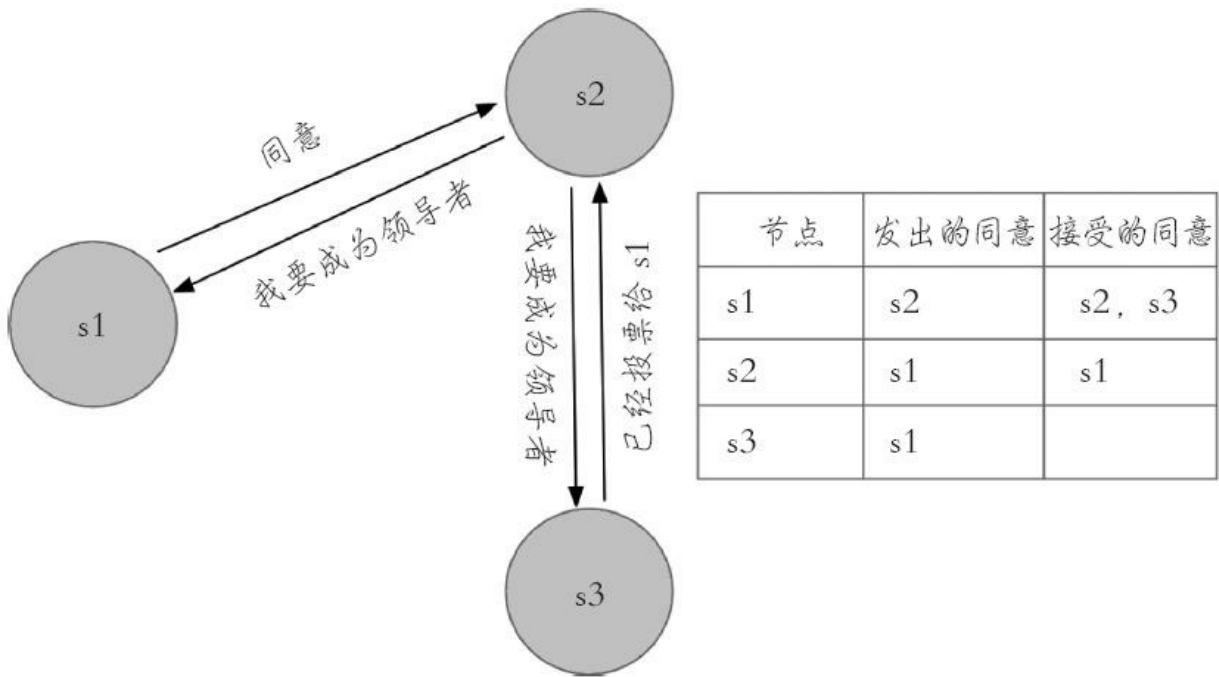 s2
同意
我要成为领导者
s1
我要成为领导者
已经投票给 s1
s3
节点 发出的同意 接受的同意
s1 s2 s2，s3
s2 s1 s1
s3 s1